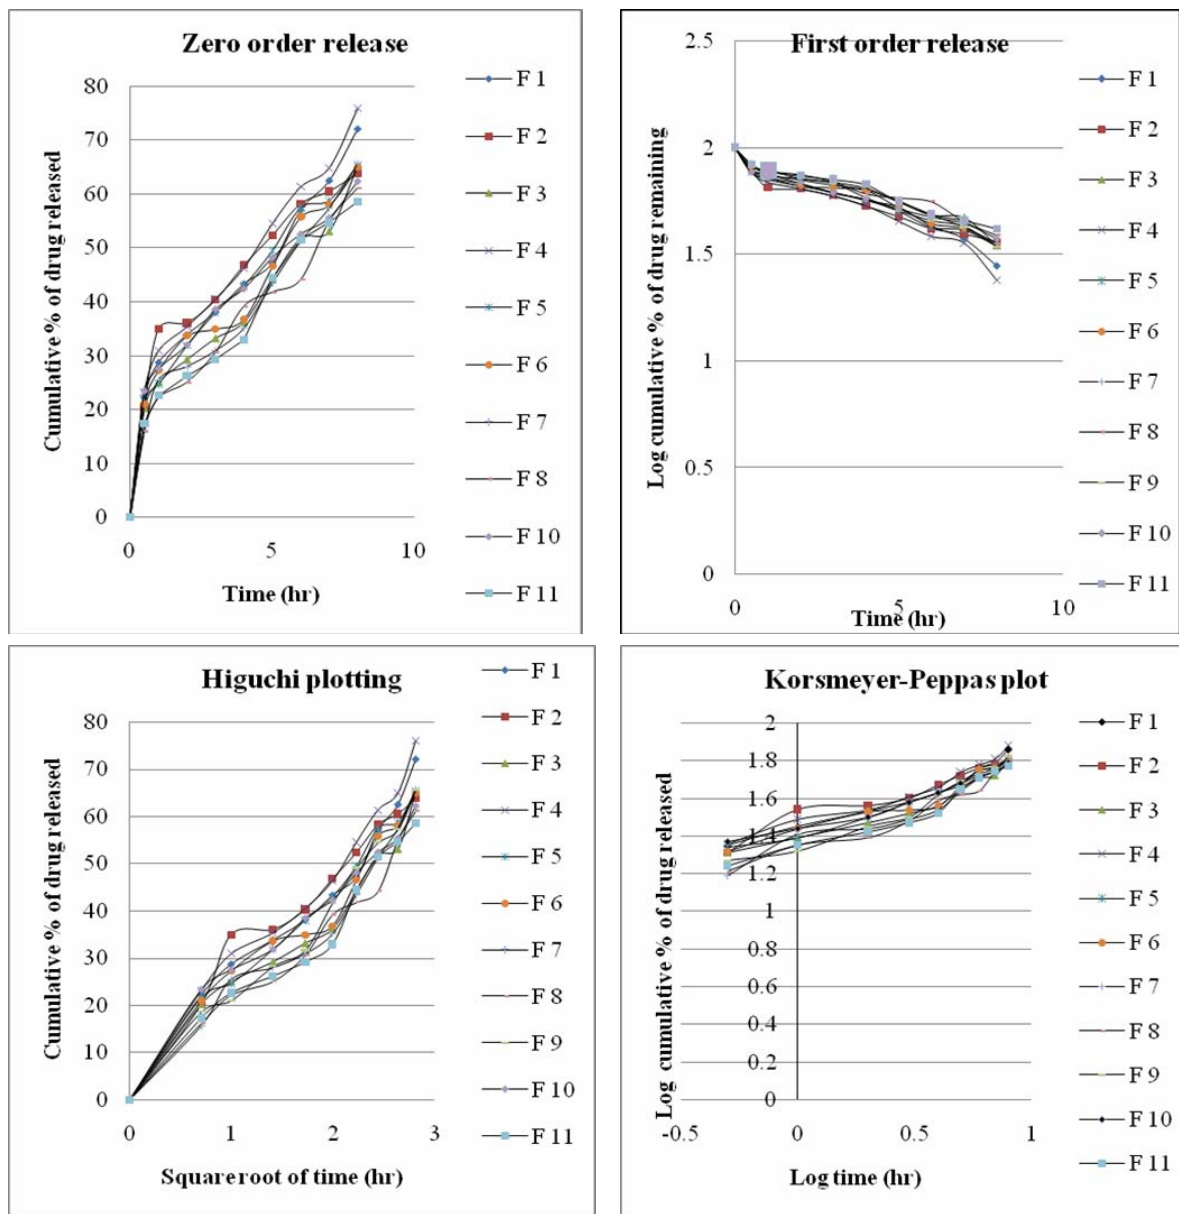 Zero order release
Cumulative % of drug released
80
70
60
50
40
30
20
10
0
0
5
10
Time (hr)
F 1
F 2
F 3
F 4
F 5
F 6
F 7
F 8
F 10
F 11
First order release
Log cumulative % of drug remaining
2.5
2
1.5
1
0.5
0
0
5
10
Time (hr)
F 1
F 2
F 3
F 4
F 5
F 6
F 7
F 8
F 9
F 10
F 11
Higuchi plotting
Cumulative % of drug released
80
70
60
50
40
30
20
10
0
0
1
2
3
Square root of time (hr)
F 1
F 2
F 3
F 4
F 5
F 6
F 7
F 8
F 9
F 10
F 11
Korsmeyer-Peppas plot
Log cumulative % of drug released
2
1.8
1.6
1.4
1.2
1
0.8
0.6
0.4
0.2
0
-0.5
0
0.5
1
Log time (hr)
F 1
F 2
F 3
F 4
F 5
F 6
F 7
F 8
F 9
F 10
F 11